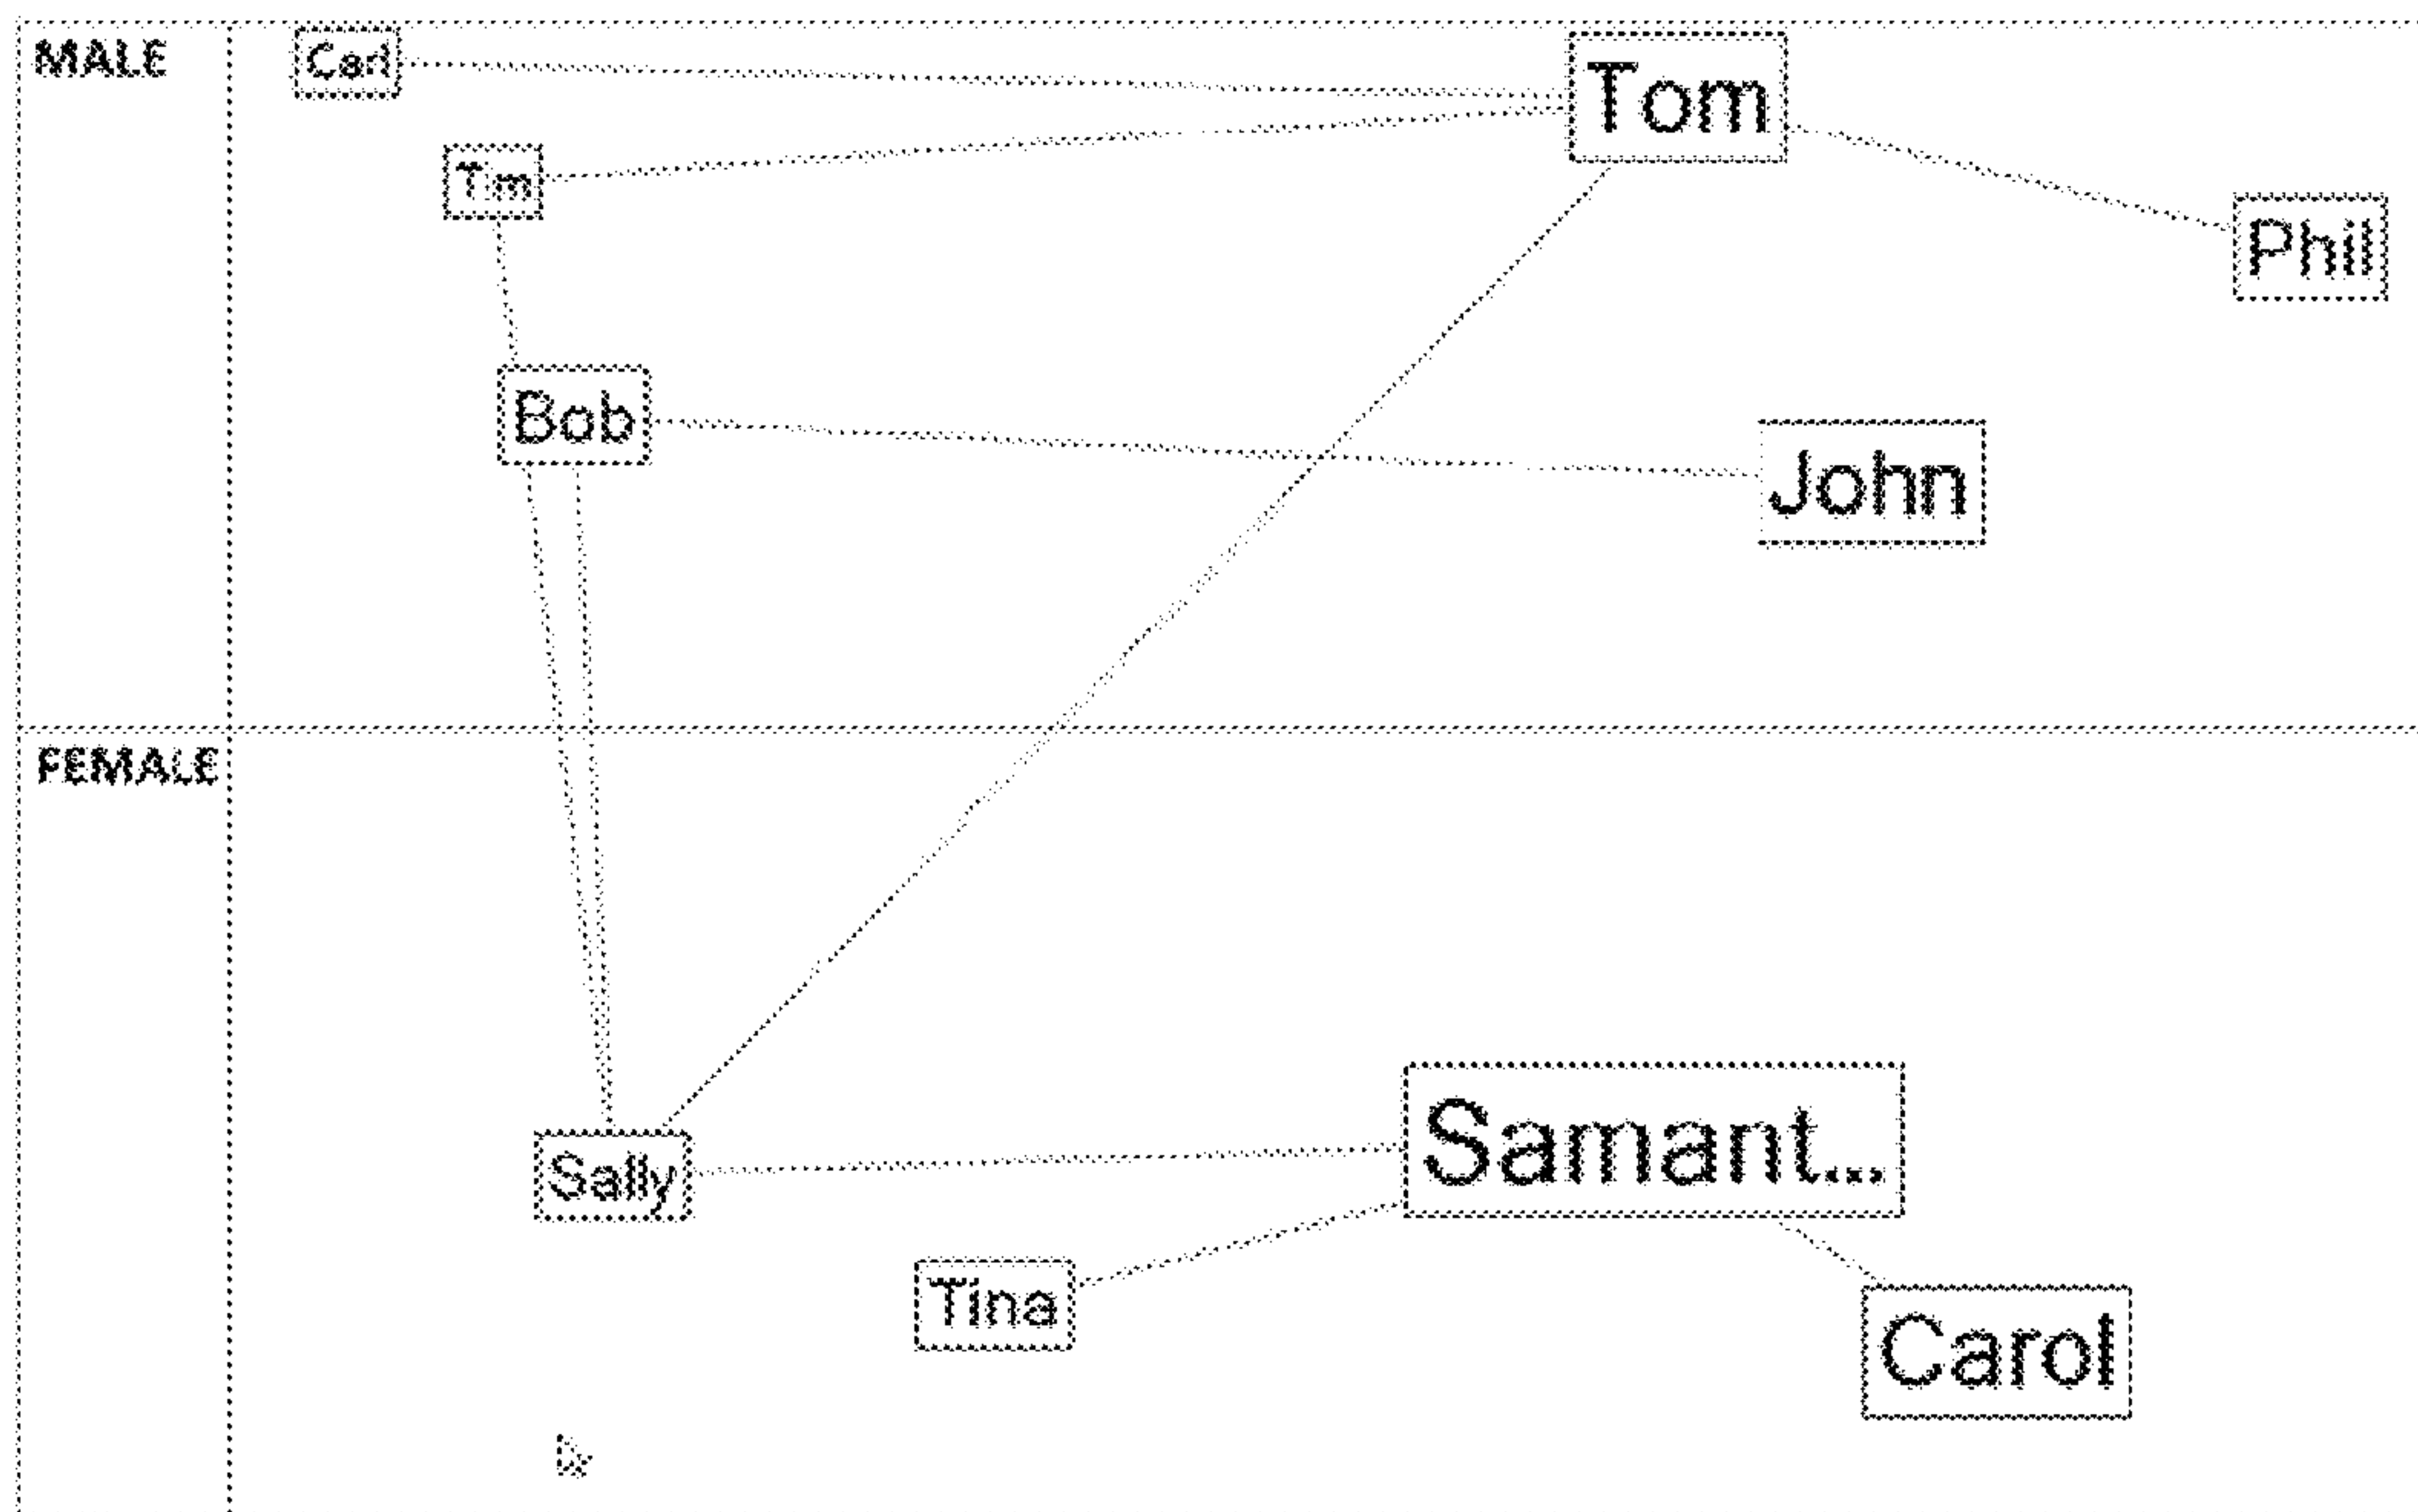 MALE
Carl
Tom
Tim
Phil
Bob
John
FEMALE
Samant...
Sally
Tina
Carol